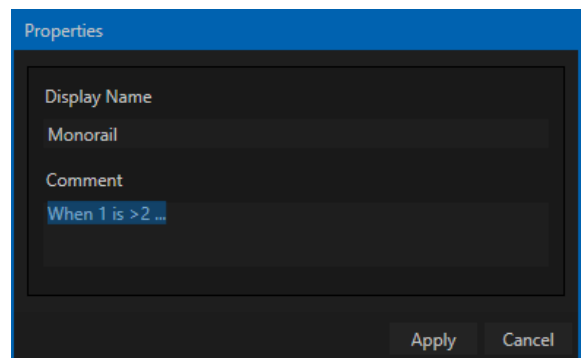 Properties
Display Name
Monorail
Comment
When 1 is >2 ...
Apply Cancel